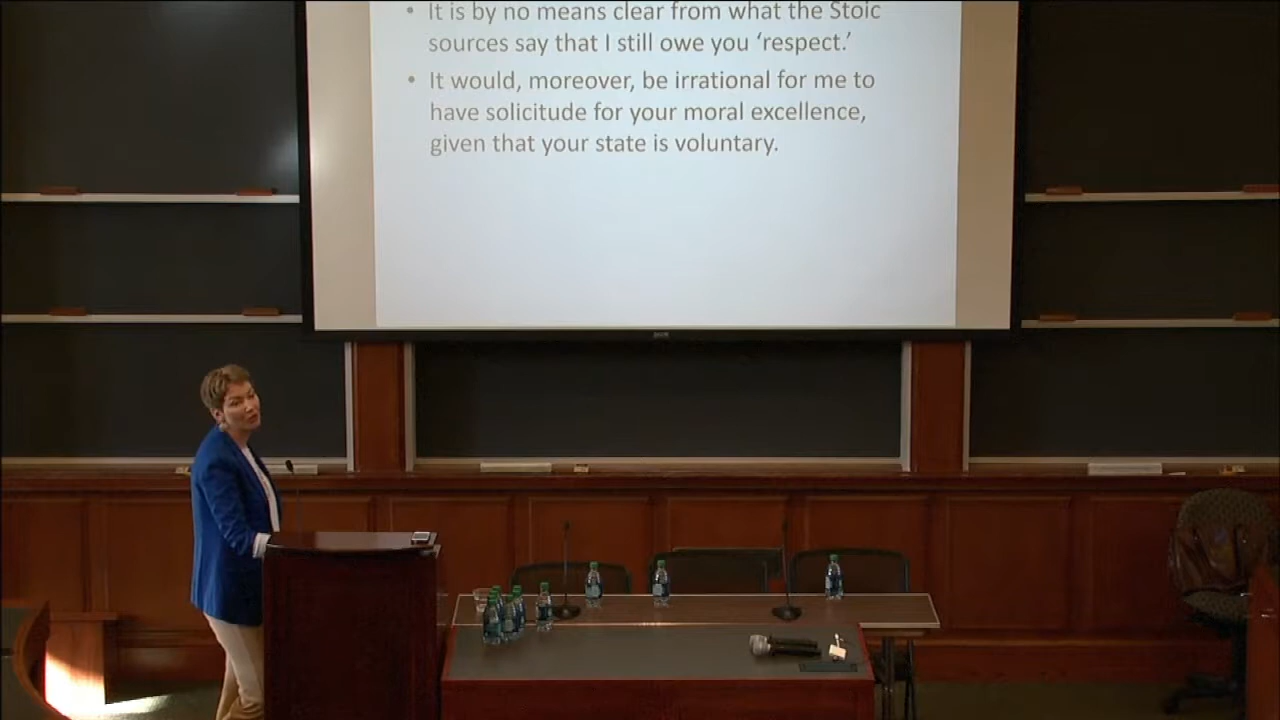 • It is by no means clear from what the Stoic
sources say that I still owe you ‘respect.’
• It would, moreover, be irrational for me to
have solicitude for your moral excellence,
given that your state is voluntary.